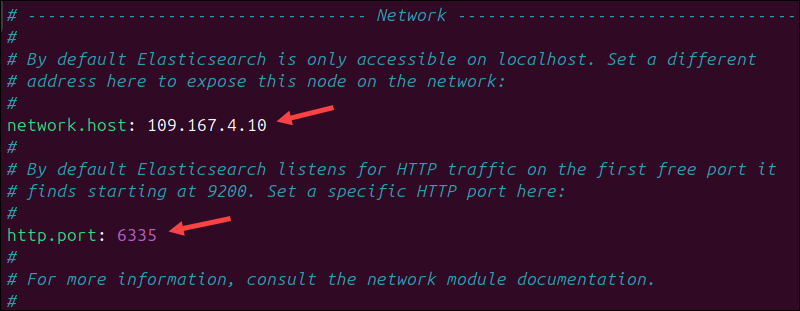 # --------------------------------- Network ----------------------------------
#
# By default Elasticsearch is only accessible on localhost. Set a different
# address here to expose this node on the network:
#
network.host: 109.167.4.10
#
# By default Elasticsearch listens for HTTP traffic on the first free port it
# finds starting at 9200. Set a specific HTTP port here:
#
http.port: 6335
#
# For more information, consult the network module documentation.
#